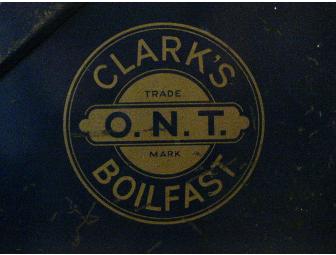 CLARK'S
TRADE
O.N.T.
MARK
BOILFAST